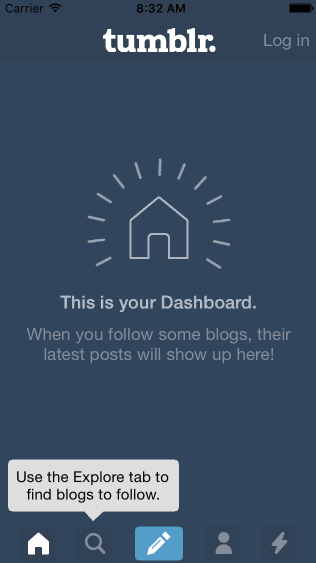 Carrier 8:32 AM
tumblr. Log in
This is your Dashboard.
When you follow some blogs, their
latest posts will show up here!
Use the Explore tab to
find blogs to follow.